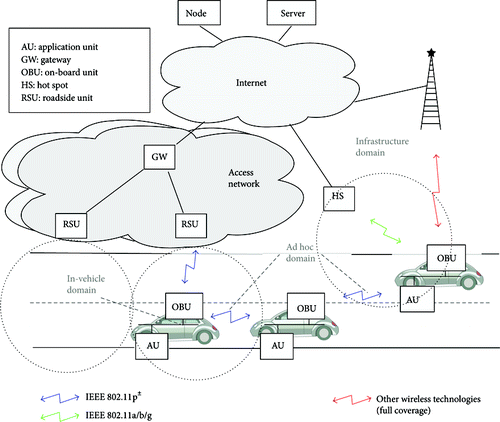 Node
Server
AU: application unit
GW: gateway
OBU: on-board unit
HS: hot spot
RSU: roadside unit
Internet
Infrastructure
domain
GW
Access
network
HS
RSU
RSU
Ad hoc
domain
In-vehicle
domain
OBU
AU
OBU
OBU
AU
AU
IEEE 802.11p±
IEEE 802.11a/b/g
Other wireless technologies
(full coverage)